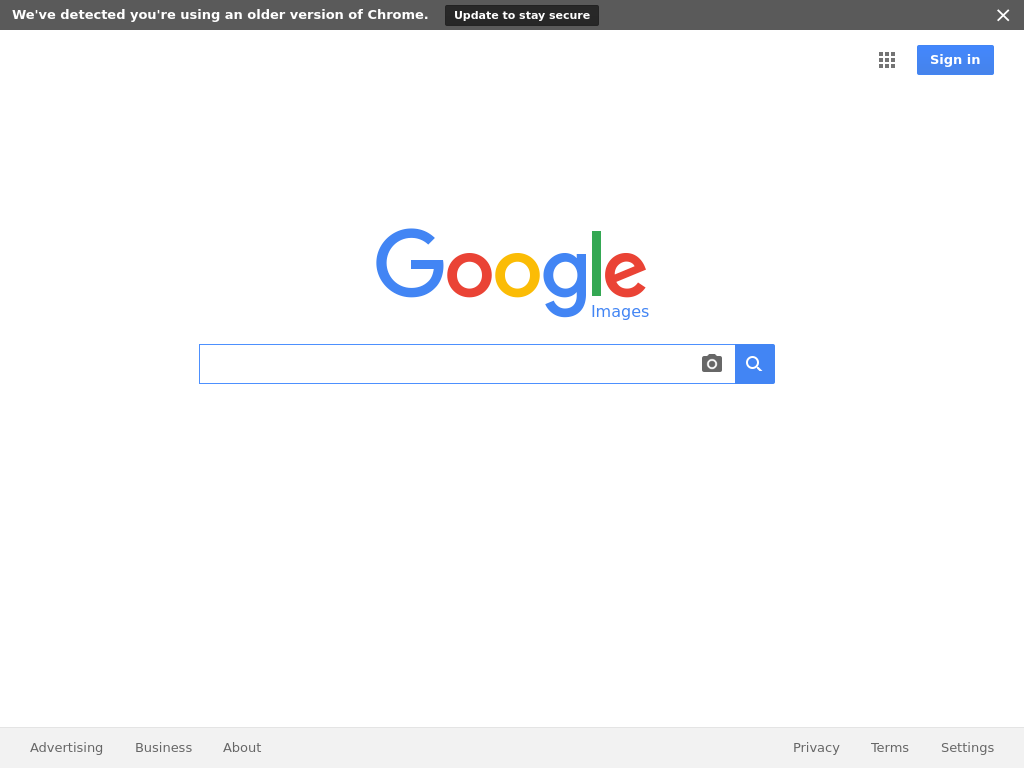 We've detected you're using an older version of Chrome. Update to stay secure
Sign in
Google
Images
Advertising Business About Privacy Terms Settings